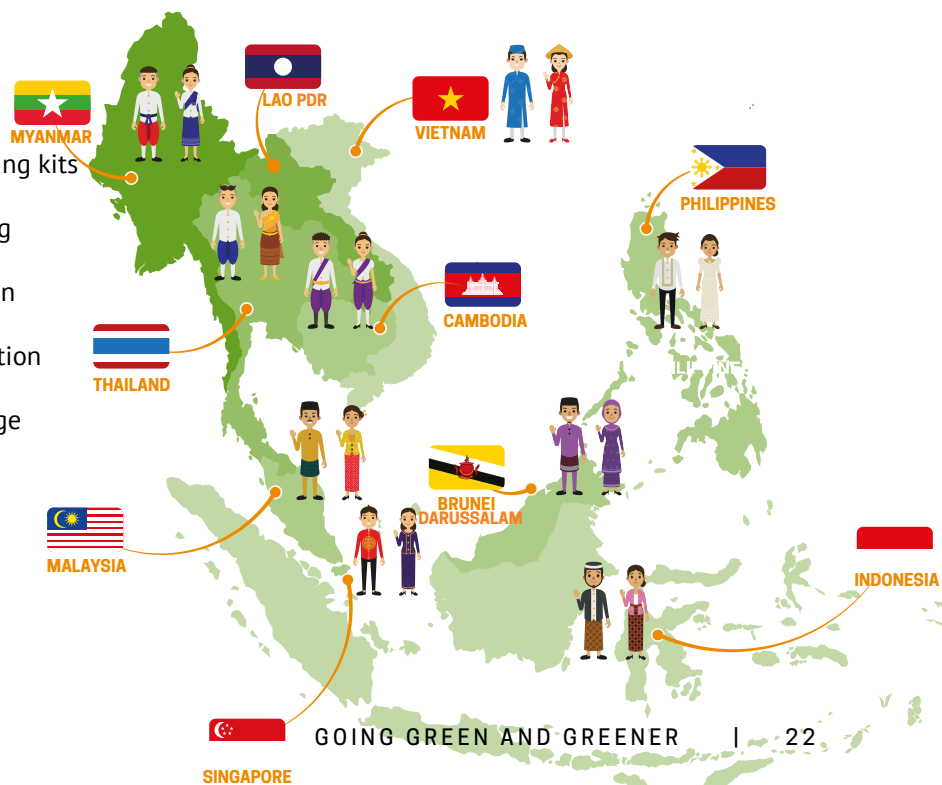 LAO PDR
MYANMAR
VIETNAM
ng kits
PHILIPPINES
g
n
CAMBODIA
tion
THAILAND
ge
BRUNEI
DARUSSALAM
MALAYSIA
INDONESIA
GOING GREEN AND GREENER | 22
SINGAPORE